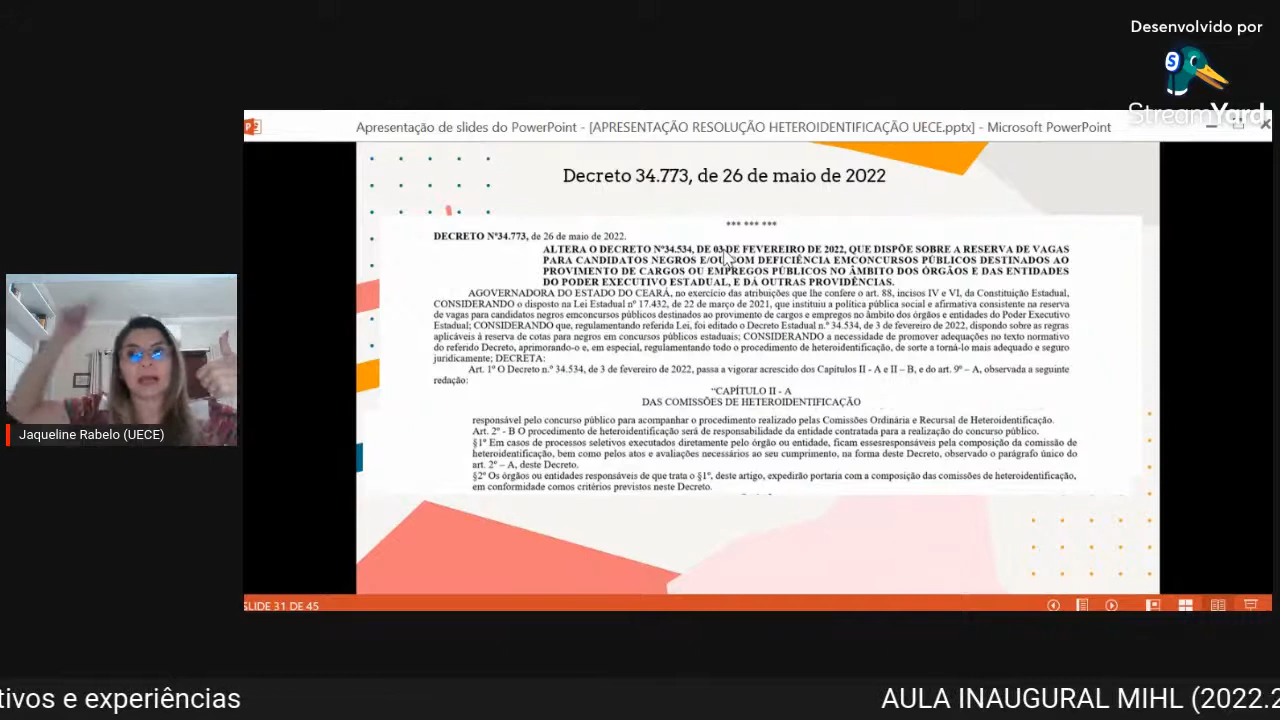 Desenvolvido por
StreamYard
Apresentação de slides do PowerPoint - [APRESENTAÇÃO RESOLUÇÃO HETEROIDENTIFICAÇÃO UECE.pptx] - Microsoft PowerPoint
Decreto 34.773, de 26 de maio de 2022
*** *** ***
DECRETO Nº34.773, de 26 de maio de 2022.
ALTERA O DECRETO Nº34.534, DE 03 DE FEVEREIRO DE 2022, QUE DISPÕE SOBRE A RESERVA DE VAGAS
PARA CANDIDATOS NEGROS E/OU COM DEFICIÊNCIA EMCONCURSOS PÚBLICOS DESTINADOS AO
PROVIMENTO DE CARGOS OU EMPREGOS PÚBLICOS NO ÂMBITO DOS ÓRGÃOS E DAS ENTIDADES
DO PODER EXECUTIVO ESTADUAL, E DÁ OUTRAS PROVIDÊNCIAS.
AGOVERNADORA DO ESTADO DO CEARÁ, no exercício das atribuições que lhe confere o art. 88, incisos IV e VI, da Constituição Estadual,
CONSIDERANDO o disposto na Lei Estadual nº 17.432, de 22 de março de 2021, que instituiu a política pública social e afirmativa consistente na reserva
de vagas para candidatos negros emconcursos públicos destinados ao provimento de cargos e empregos no âmbito dos órgãos e entidades do Poder Executivo
Estadual; CONSIDERANDO que, regulamentando referida Lei, foi editado o Decreto Estadual n.º 34.534, de 3 de fevereiro de 2022, dispondo sobre as regras
aplicáveis à reserva de cotas para negros em concursos públicos estaduais; CONSIDERANDO a necessidade de promover adequações no texto normativo
do referido Decreto, aprimorando-o e, em especial, regulamentando todo o procedimento de heteroidentificação, de sorte a torná-lo mais adequado e seguro
juridicamente; DECRETA:
Art. 1º O Decreto n.º 34.534, de 3 de fevereiro de 2022, passa a vigorar acrescido dos Capítulos II - A e II – B, e do art. 9º – A, observada a seguinte
redação:
“CAPÍTULO II - A
DAS COMISSÕES DE HETEROIDENTIFICAÇÃO
responsável pelo concurso público para acompanhar o procedimento realizado pelas Comissões Ordinária e Recursal de Heteroidentificação.
Art. 2º - B O procedimento de heteroidentificação será de responsabilidade da entidade contratada para a realização do concurso público.
§1º Em casos de processos seletivos executados diretamente pelo órgão ou entidade, ficam essesresponsáveis pela composição da comissão de
heteroidentificação, bem como pelos atos e avaliações necessários ao seu cumprimento, na forma deste Decreto, observado o parágrafo único do
art. 2º – A, deste Decreto.
§2º Os órgãos ou entidades responsáveis de que trata o §1º, deste artigo, expedirão portaria com a composição das comissões de heteroidentificação,
em conformidade comos critérios previstos neste Decreto.
Jaqueline Rabelo (UECE)
SLIDE 31 DE 45
tivos e experiências
AULA INAUGURAL MIHL (2022.2